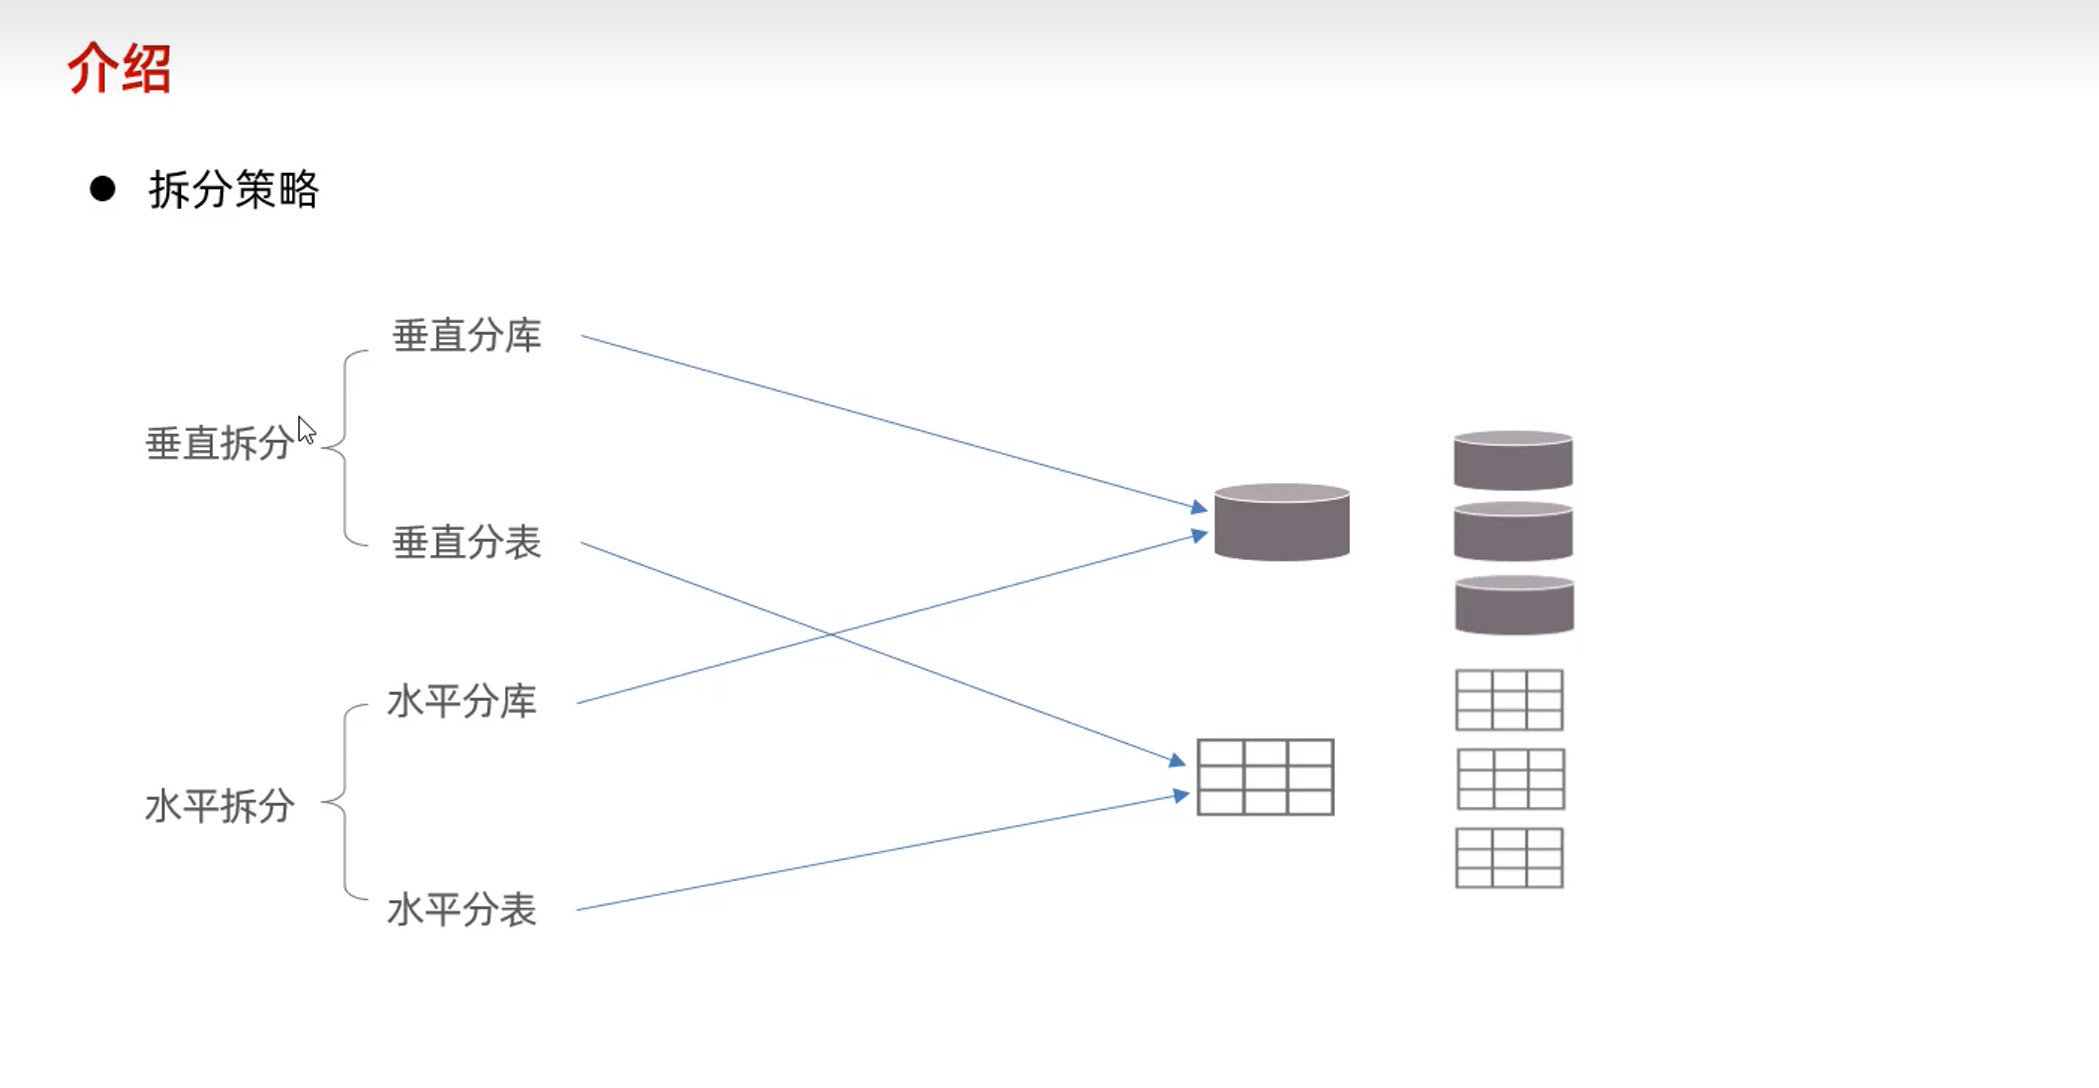 介绍
拆分策略
垂直分库
垂直拆分
垂直分表
水平分库
水平拆分
水平分表